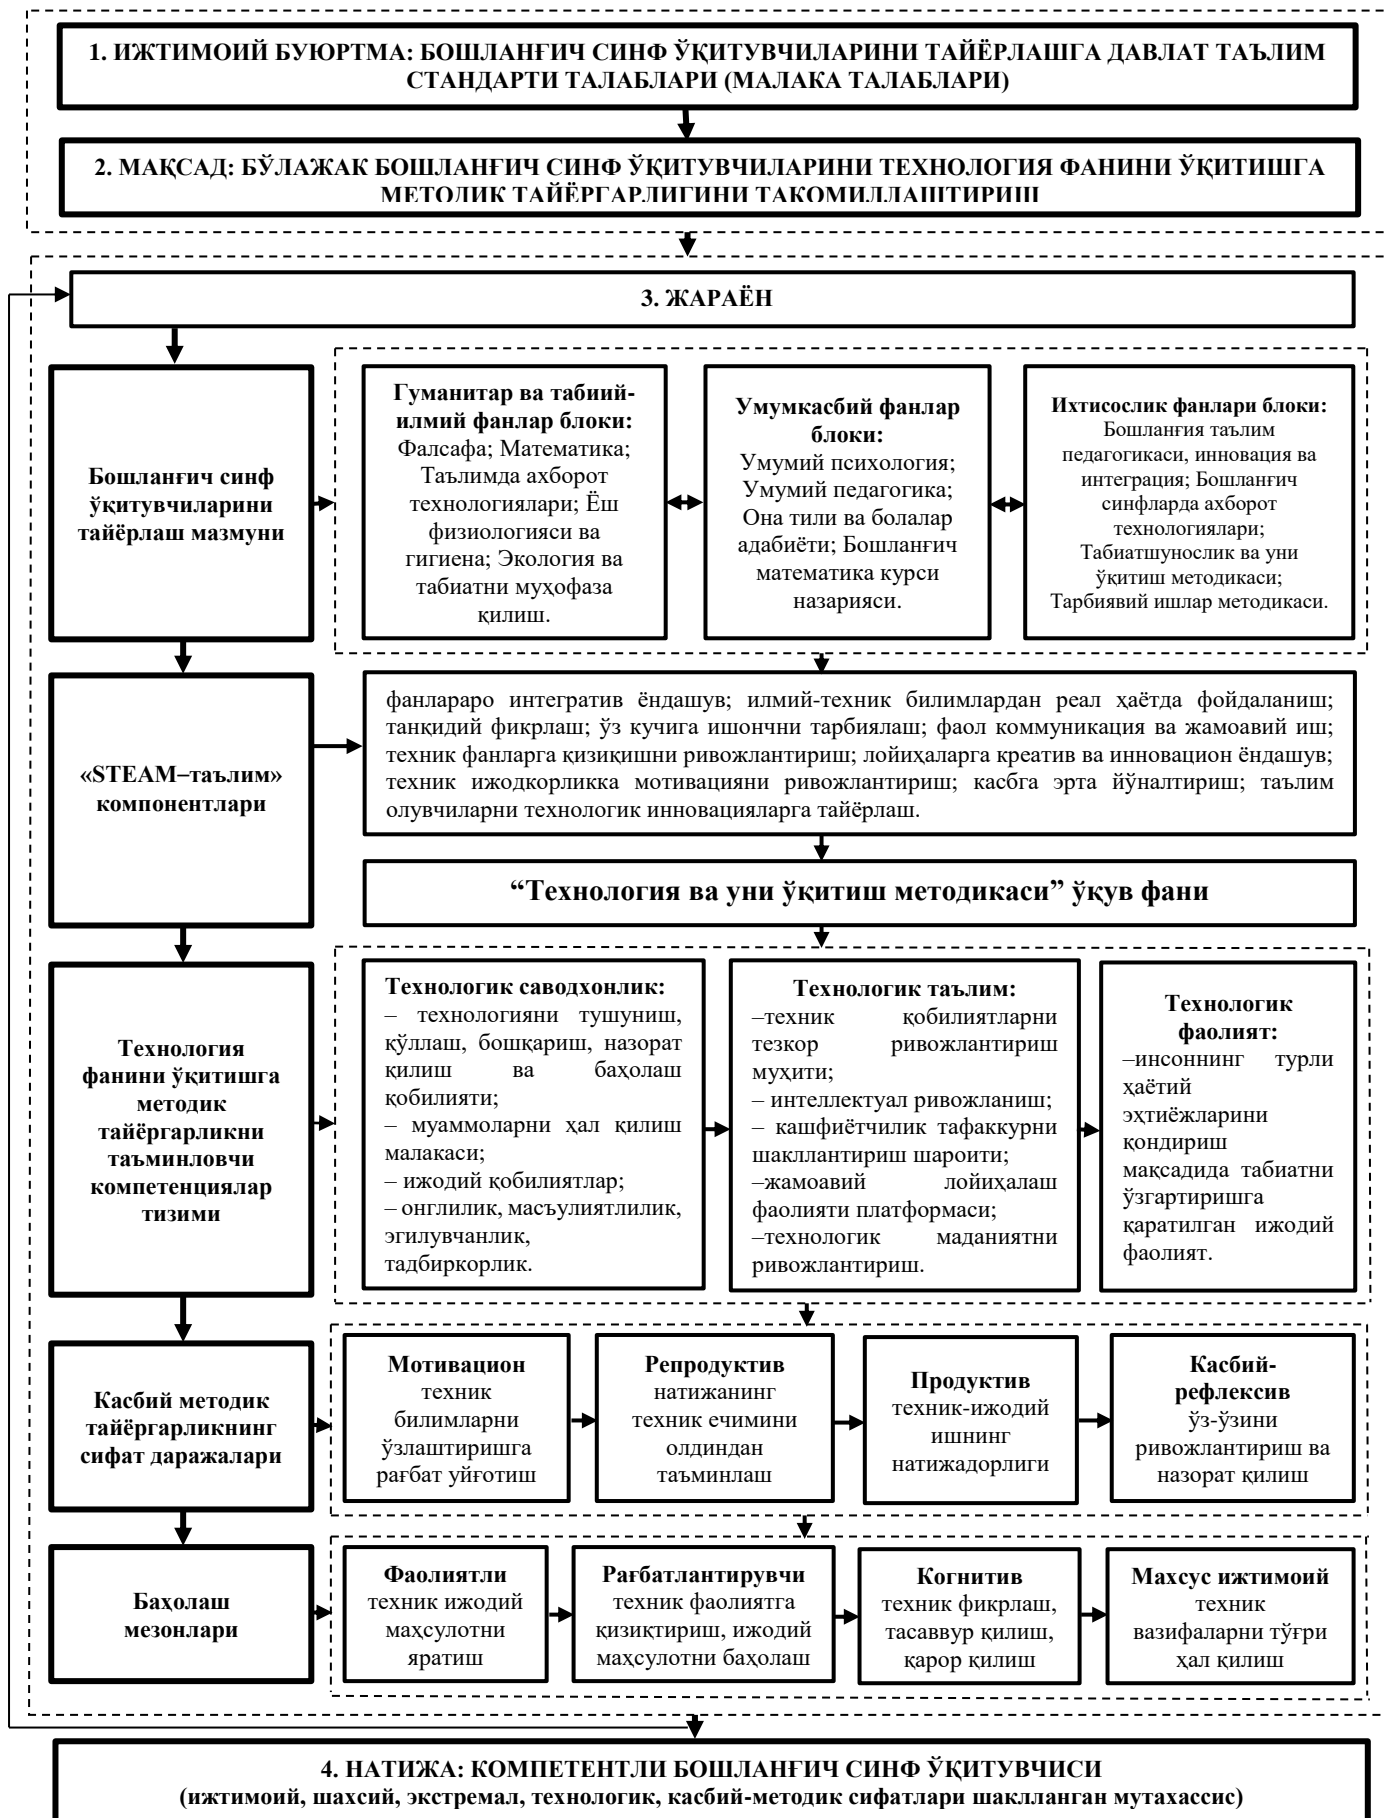 1. ИЖТИМОИЙ БУЮРТМА: БОШЛАНҒИЧ СИНФ ЎҚИТУВЧИЛАРИНИ ТАЙЁРЛАШГА ДАВЛАТ ТАЪЛИМ
СТАНДАРТИ ТАЛАБЛАРИ (МАЛАКА ТАЛАБЛАРИ)
2. МАҚСАД: БЎЛАЖАК БОШЛАНҒИЧ СИНФ ЎҚИТУВЧИЛАРИНИ ТЕХНОЛОГИЯ ФАНИНИ ЎҚИТИШГА
МЕТОДИК ТАЙЁРГАРЛИГИНИ ТАКОМИЛЛАШТИРИШ
3. ЖАРАЁН
Бошланғич синф
ўқитувчиларини
тайёрлаш мазмуни
Гуманитар ва табиий-
илмий фанлар блоки:
Фалсафа; Математика;
Таълимда ахборот
технологиялари; Ёш
физиологияси ва
гигиена; Экология ва
табиатни муҳофаза
қилиш.
Умумкасбий фанлар
блоки:
Умумий психология;
Умумий педагогика;
Она тили ва болалар
адабиёти; Бошланғич
математика курси
назарияси.
Ихтисослик фанлари блоки:
Бошланғия таълим
педагогикаси, инновация ва
интеграция; Бошланғич
синфларда ахборот
технологиялари;
Табиатшунослик ва уни
ўқитиш методикаси;
Тарбиявий ишлар методикаси.
«STEAM–таълим»
компонентлари
фанлараро интегратив ёндашув; илмий-техник билимлардан реал ҳаётда фойдаланиш;
танқидий фикрлаш; ўз кучига ишончни тарбиялаш; фаол коммуникация ва жамоавий иш;
техник фанларга қизиқишни ривожлантириш; лойиҳаларга креатив ва инновацион ёндашув;
техник ижодкорликка мотивацияни ривожлантириш; касбга эрта йўналтириш; таълим
олувчиларни технологик инновацияларга тайёрлаш.
“Технология ва уни ўқитиш методикаси” ўқув фани
Технология
фанини ўқитишга
методик
тайёргарликни
таъминловчи
компетенциялар
тизими
Технологик саводхонлик:
– технологияни тушуниш,
қўллаш, бошқариш, назорат
қилиш ва баҳолаш
қобилияти;
– муаммоларни ҳал қилиш
малакаси;
– ижодий қобилиятлар;
– онглилик, масъулиятлилик,
эгилувчанлик,
тадбиркорлик.
Технологик таълим:
–техник қобилиятларни
тезкор ривожлантириш
муҳити;
– интеллектуал ривожланиш;
– кашфиётчилик тафаккурни
шакллантириш шароити;
–жамоавий лойиҳалаш
фаолияти платформаси;
–технологик маданиятни
ривожлантириш.
Технологик
фаолият:
–инсоннинг турли
ҳаётий
эҳтиёжларини
қондириш
мақсадида табиатни
ўзгартиришга
қаратилган ижодий
фаолият.
Касбий методик
тайёргарликнинг
сифат даражалари
Мотивацион
техник
билимларни
ўзлаштиришга
рағбат уйғотиш
Репродуктив
натижанинг
техник ечимини
олдиндан
таъминлаш
Продуктив
техник-ижодий
ишнинг
натижадорлиги
Касбий-
рефлексив
ўз-ўзини
ривожлантириш ва
назорат қилиш
Баҳолаш
мезонлари
Фаолиятли
техник ижодий
маҳсулотни
яратиш
Рағбатлантирувчи
техник фаолиятга
қизиқтириш, ижодий
маҳсулотни баҳолаш
Когнитив
техник фикрлаш,
тасаввур қилиш,
қарор қилиш
Махсус ижтимоий
техник
вазифаларни тўғри
ҳал қилиш
4. НАТИЖА: КОМПЕТЕНТЛИ БОШЛАНҒИЧ СИНФ ЎҚИТУВЧИСИ
(ижтимоий, шахсий, экстремал, технологик, касбий-методик сифатлари шаклланган мутахассис)